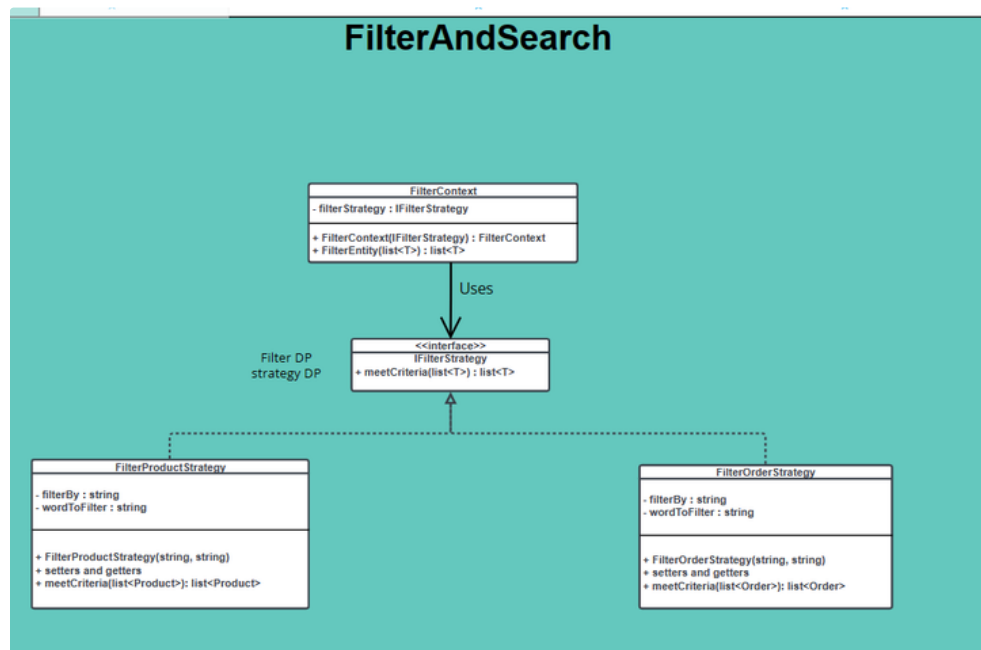 FilterAndSearch
FilterContext
- filterStrategy : IFilterStrategy
+ FilterContext(IFilterStrategy) : FilterContext
+ FilterEntity(list<T>) : list<T>
Uses
Filter DP
strategy DP
<<interface>>
IFilterStrategy
+ meetCriteria(list<T>) : list<T>
FilterProductStrategy
- filterBy : string
- wordToFilter : string
+ FilterProductStrategy(string, string)
+ setters and getters
+ meetCriteria(list<Product>): list<Product>
FilterOrderStrategy
- filterBy : string
- wordToFilter : string
+ FilterOrderStrategy(string, string)
+ setters and getters
+ meetCriteria(list<Order>): list<Order>